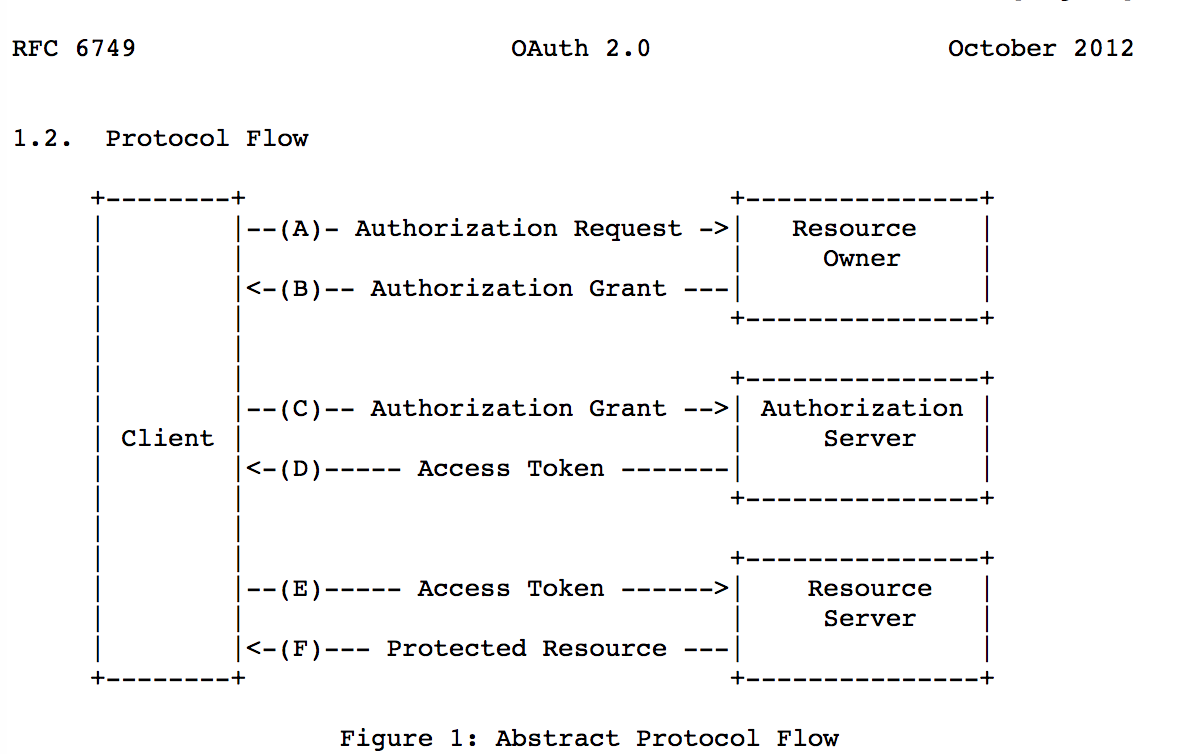 RFC 6749                        OAuth 2.0                   October 2012
1.2.  Protocol Flow
     +--------+                               +---------------+
     |        |--(A)- Authorization Request ->|   Resource    |
     |        |                               |     Owner     |
     |        |<-(B)-- Authorization Grant ---|               |
     |        |                               +---------------+
     |        |
     |        |                               +---------------+
     |        |--(C)-- Authorization Grant -->| Authorization |
     | Client |                               |     Server    |
     |        |<-(D)----- Access Token -------|               |
     |        |                               +---------------+
     |        |
     |        |                               +---------------+
     |        |--(E)----- Access Token ------>|    Resource   |
     |        |                               |     Server    |
     |        |<-(F)--- Protected Resource ---|               |
     +--------+                               +---------------+
                     Figure 1: Abstract Protocol Flow